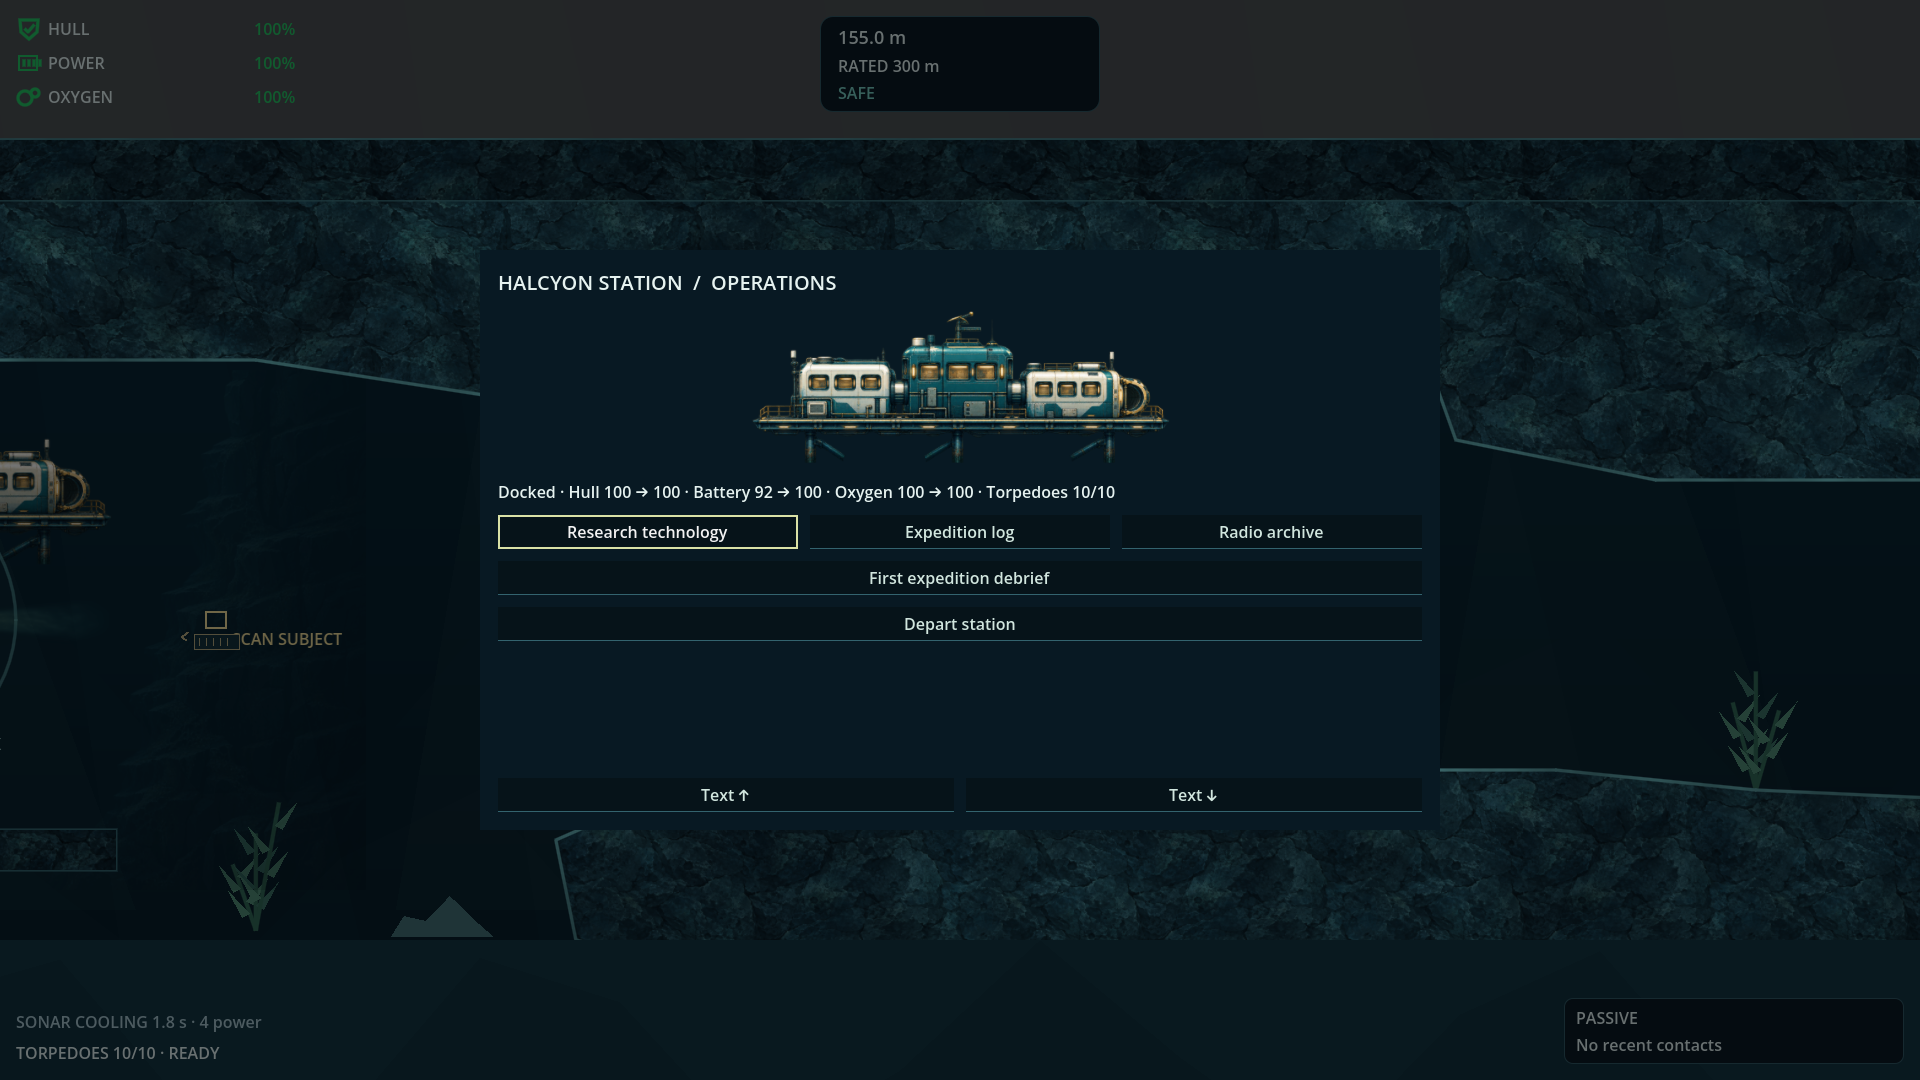 HULL 100%
POWER 100%
OXYGEN 100%
155.0 m
RATED 300 m
SAFE
HALCYON STATION / OPERATIONS
Docked · Hull 100 → 100 · Battery 92 → 100 · Oxygen 100 → 100 · Torpedoes 10/10
Research technology
Expedition log
Radio archive
First expedition debrief
Depart station
< CAN SUBJECT
Text ↑
Text ↓
SONAR COOLING 1.8 s · 4 power
TORPEDOES 10/10 · READY
PASSIVE
No recent contacts